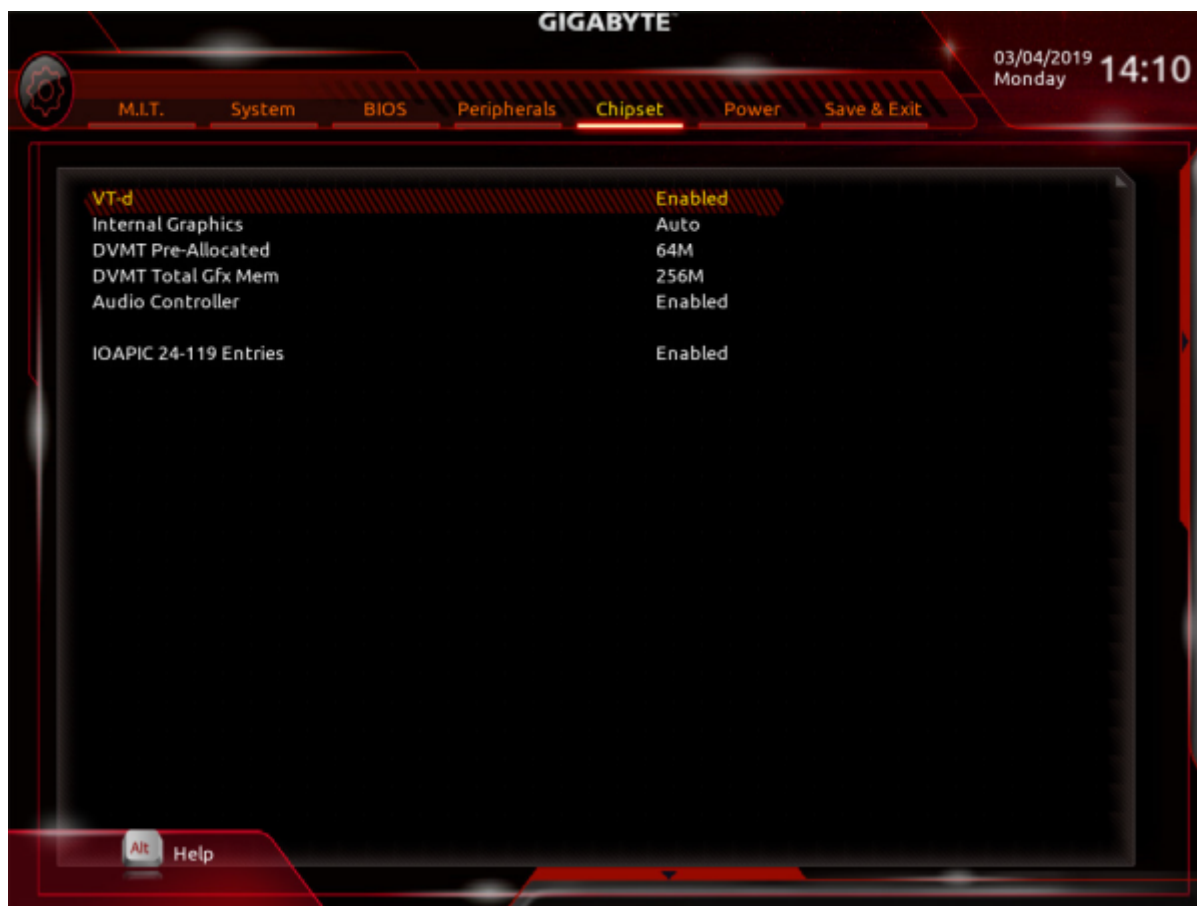 GIGABYTE™
03/04/2019
Monday
14:10
M.I.T. System BIOS Peripherals Chipset Power Save & Exit
VT-d Enabled
Internal Graphics Auto
DVMT Pre-Allocated 64M
DVMT Total Gfx Mem 256M
Audio Controller Enabled
IOAPIC 24-119 Entries Enabled
Alt Help